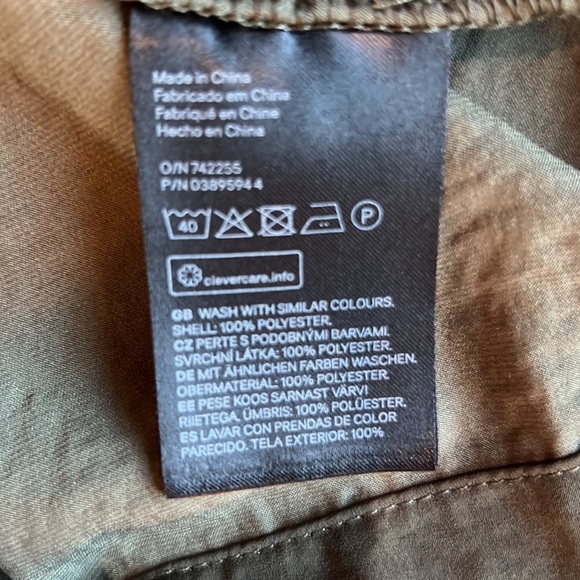 Made in China
Fabricado em China
Fabriqué en Chine
Hecho en China
O/N 742255
P/N 03895944
40 P
clevercare.info
GB WASH WITH SIMILAR COLOURS.
SHELL: 100% POLYESTER.
CZ PERTE S PODOBNÝMI BARVAMI.
SVRCHNÍ LÁTKA: 100% POLYESTER.
DE MIT ÄHNLICHEN FARBEN WASCHEN.
OBERMATERIAL: 100% POLYESTER.
EE PESE KOOS SARNAST VÄRVI
RIIETEGA. ÜMBRIS: 100% POLÜESTER.
ES LAVAR CON PRENDAS DE COLOR
PARECIDO. TELA EXTERIOR: 100%